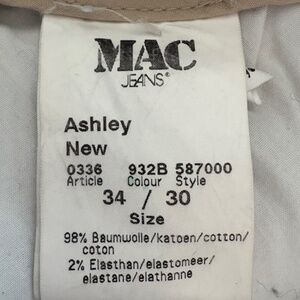 MAC
JEANS®
Ashley
New
0336 932B 587000
Article Colour Style
34 / 30
Size
98% Baumwolle/katoen/cotton/
coton
2% Elasthan/elastomeer/
elastane/elathanne